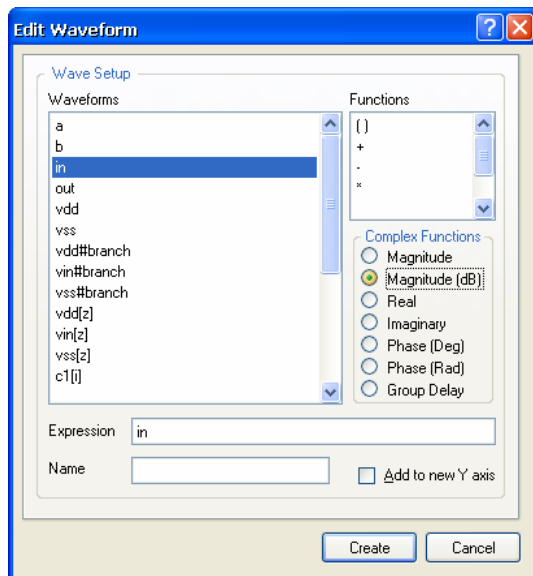 Edit Waveform
Wave Setup
Waveforms
Functions
a
b
in
out
vdd
vss
vdd#branch
vin#branch
vss#branch
vdd[z]
vin[z]
vss[z]
c1[i]
()
+
-
*
Complex Functions
Magnitude
Magnitude (dB)
Real
Imaginary
Phase (Deg)
Phase (Rad)
Group Delay
Expression in
Name
Add to new Y axis
Create Cancel